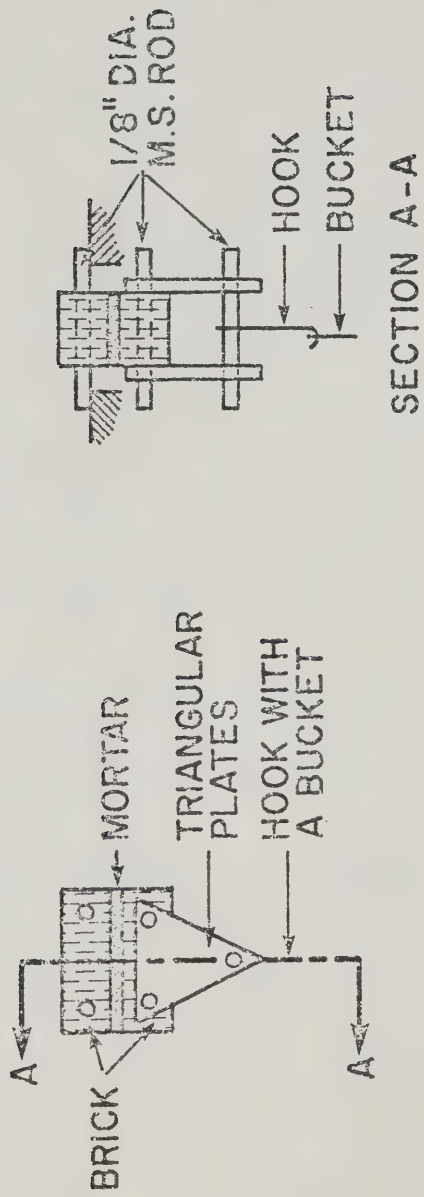 A
BRICK
MORTAR
TRIANGULAR
PLATES
HOOK WITH
A BUCKET
A
1/8" DIA.
M.S. ROD
HOOK
BUCKET
SECTION A-A